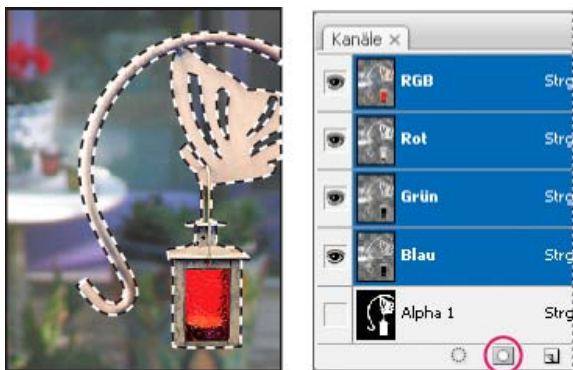 Kanäle ×
RGB Strg
Rot Strg
Grün Strg
Blau Strg
Alpha 1 Strg